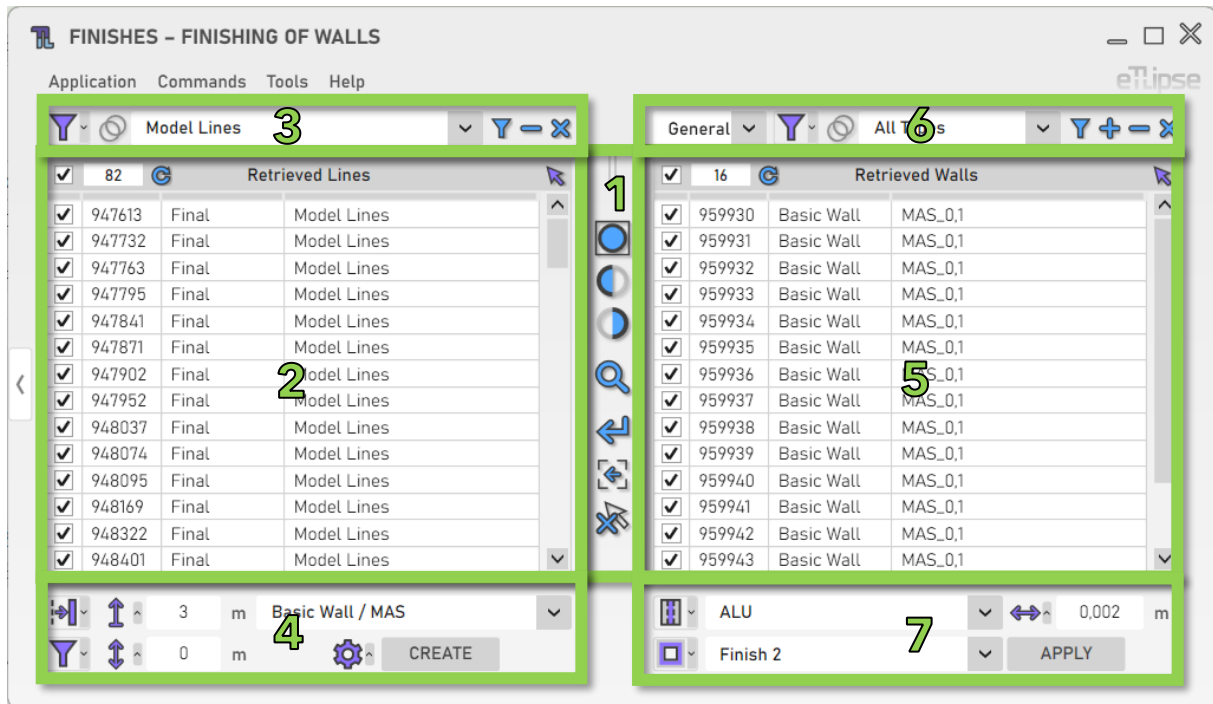 FINISHES – FINISHING OF WALLS
Application Commands Tools Help
eTLipse
Model Lines 3
General All Types 6
82 Retrieved Lines
1
16 Retrieved Walls
947613 Final Model Lines
947732 Final Model Lines
947763 Final Model Lines
947795 Final Model Lines
947841 Final Model Lines
947871 Final Model Lines
947902 Final Model Lines
947952 Final Model Lines
948037 Final Model Lines
948074 Final Model Lines
948095 Final Model Lines
948169 Final Model Lines
948322 Final Model Lines
948401 Final Model Lines
2
959930 Basic Wall MAS_0,1
959931 Basic Wall MAS_0,1
959932 Basic Wall MAS_0,1
959933 Basic Wall MAS_0,1
959934 Basic Wall MAS_0,1
959935 Basic Wall MAS_0,1
959936 Basic Wall MAS_0,1
959937 Basic Wall MAS_0,1
959938 Basic Wall MAS_0,1
959939 Basic Wall MAS_0,1
959940 Basic Wall MAS_0,1
959941 Basic Wall MAS_0,1
959942 Basic Wall MAS_0,1
959943 Basic Wall MAS_0,1
5
3 m Basic Wall / MAS
4
0 m CREATE
ALU 0,002 m
7
Finish 2 APPLY